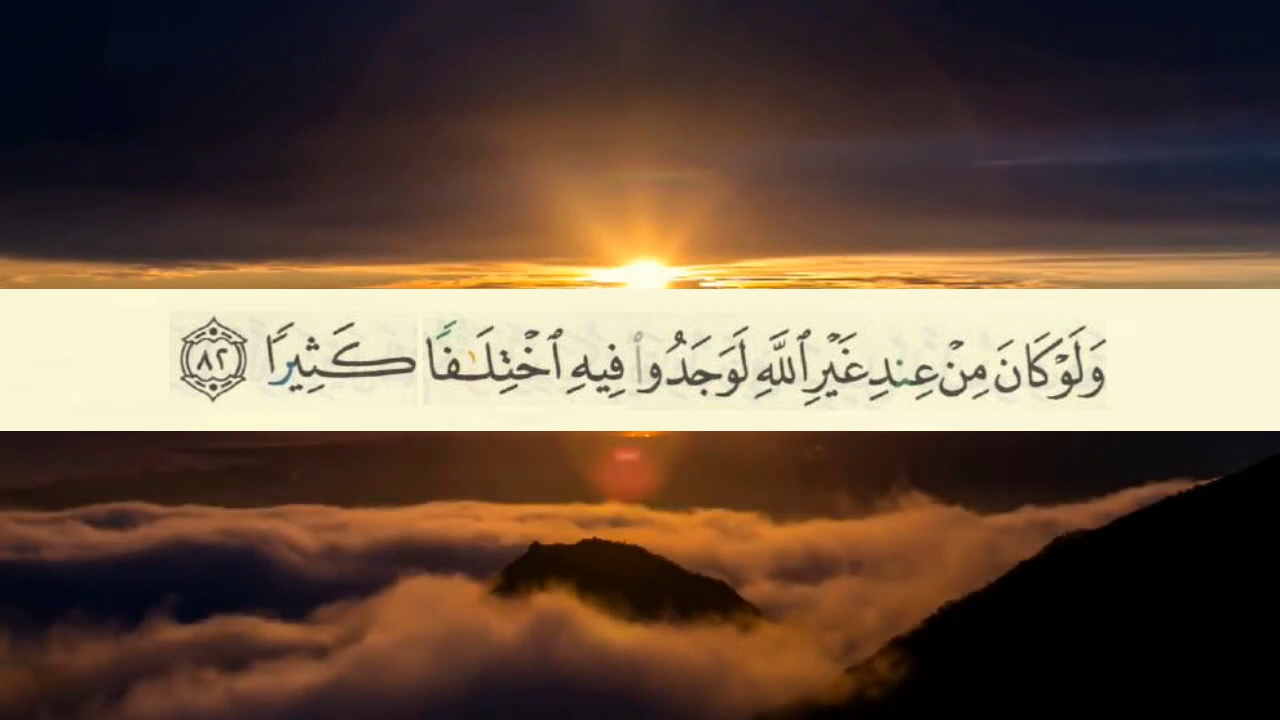 وَلَوْ كَانَ مِنْ عِندِ غَيْرِ ٱللَّهِ لَوَجَدُوا۟ فِيهِ ٱخْتِلَـٰفًا كَثِيرًا ٨٢